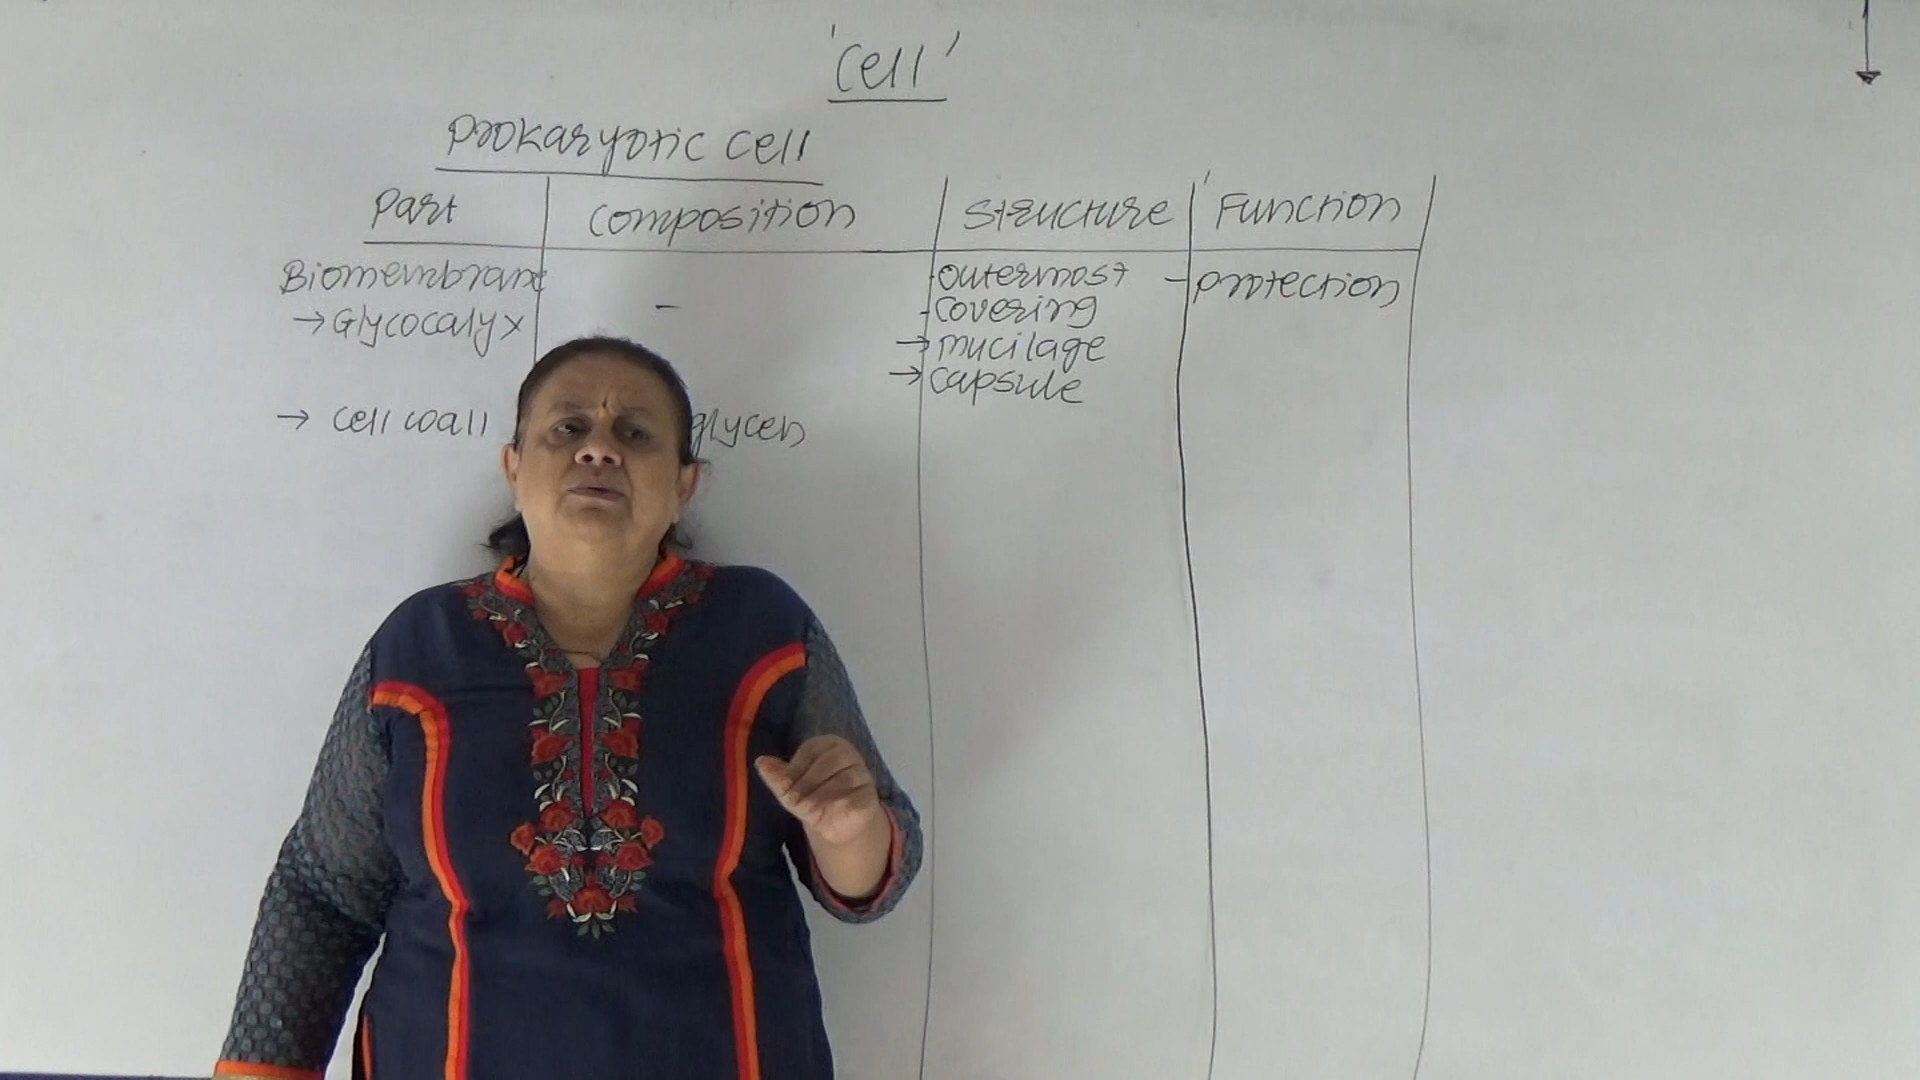 'Cell'
Prokaryotic cell
Part Composition Structure Function
Biomembrane - outermost - protection
- covering
→ Glycocalyx
→ mucilage
→ capsule
→ cell wall glycen